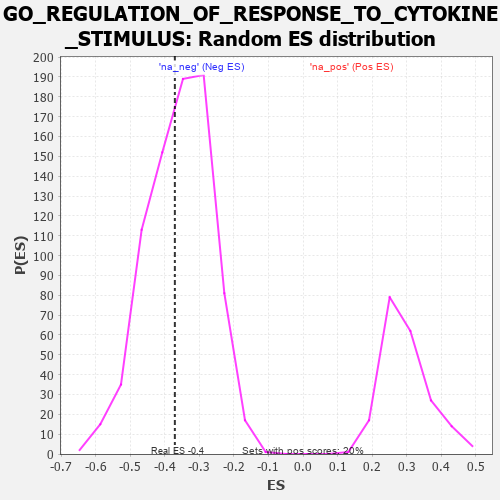 GO_REGULATION_OF_RESPONSE_TO_CYTOKINE
_STIMULUS: Random ES distribution
'na_neg' (Neg ES)
'na_pos' (Pos ES)
P(ES)
200
190
180
170
160
150
140
130
120
110
100
90
80
70
60
50
40
30
20
10
0
Real ES -0.4
Sets with pos scores: 20%
-0.7 -0.6 -0.5 -0.4 -0.3 -0.2 -0.1 0.0 0.1 0.2 0.3 0.4 0.5
ES